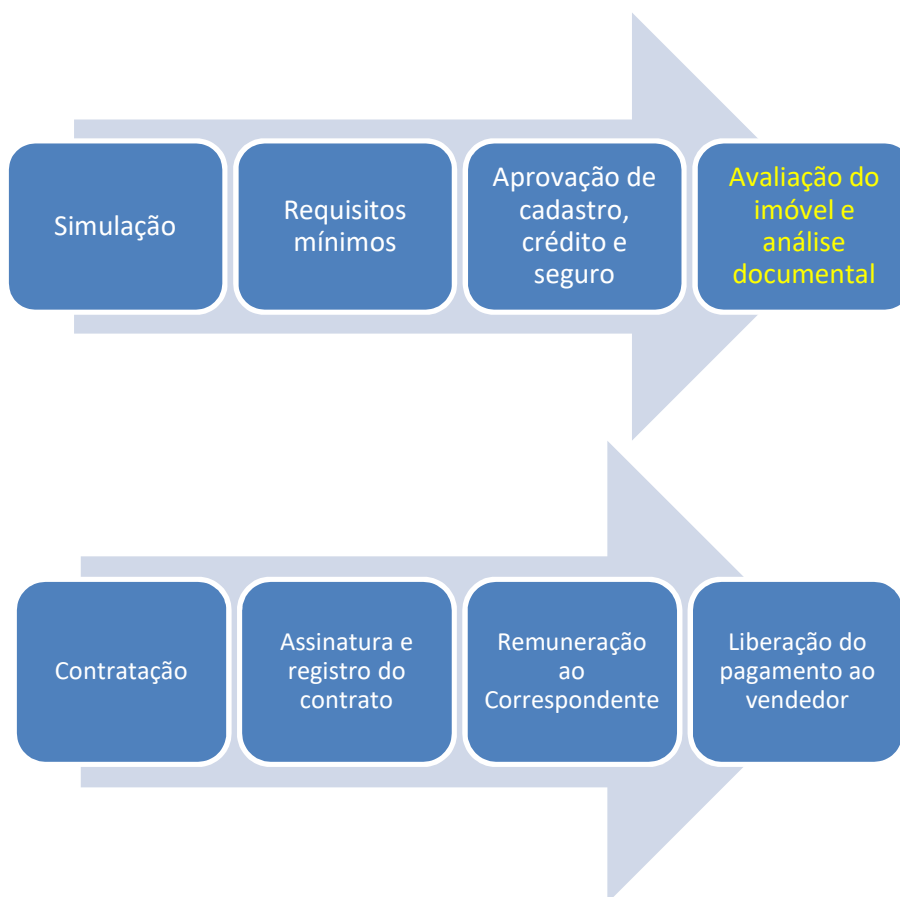 Simulação
Requisitos
mínimos
Aprovação de
cadastro,
crédito e
seguro
Avaliação do
imóvel e
análise
documental
Contratação
Assinatura e
registro do
contrato
Remuneração
ao
Correspondente
Liberação do
pagamento ao
vendedor